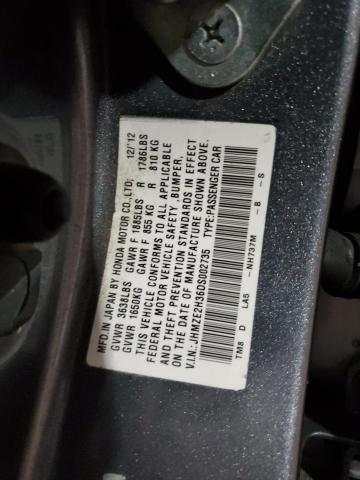 MFD. IN JAPAN BY HONDA MOTOR CO.,LTD. 12/'12
GVWR 3638LBS GAWR F 1885LBS R 1786LBS
GVWR 1650KG GAWR F 855 KG R 810 KG
THIS VEHICLE CONFORMS TO ALL APPLICABLE
FEDERAL MOTOR VEHICLE SAFETY ,BUMPER,
AND THEFT PREVENTION STANDARDS IN EFFECT
ON THE DATE OF MANUFACTURE SHOWN ABOVE.
V.I.N.: JHMZE2H36DS002735 TYPE:PASSENGER CAR
TM8 D LA5 - NH737M - B - S